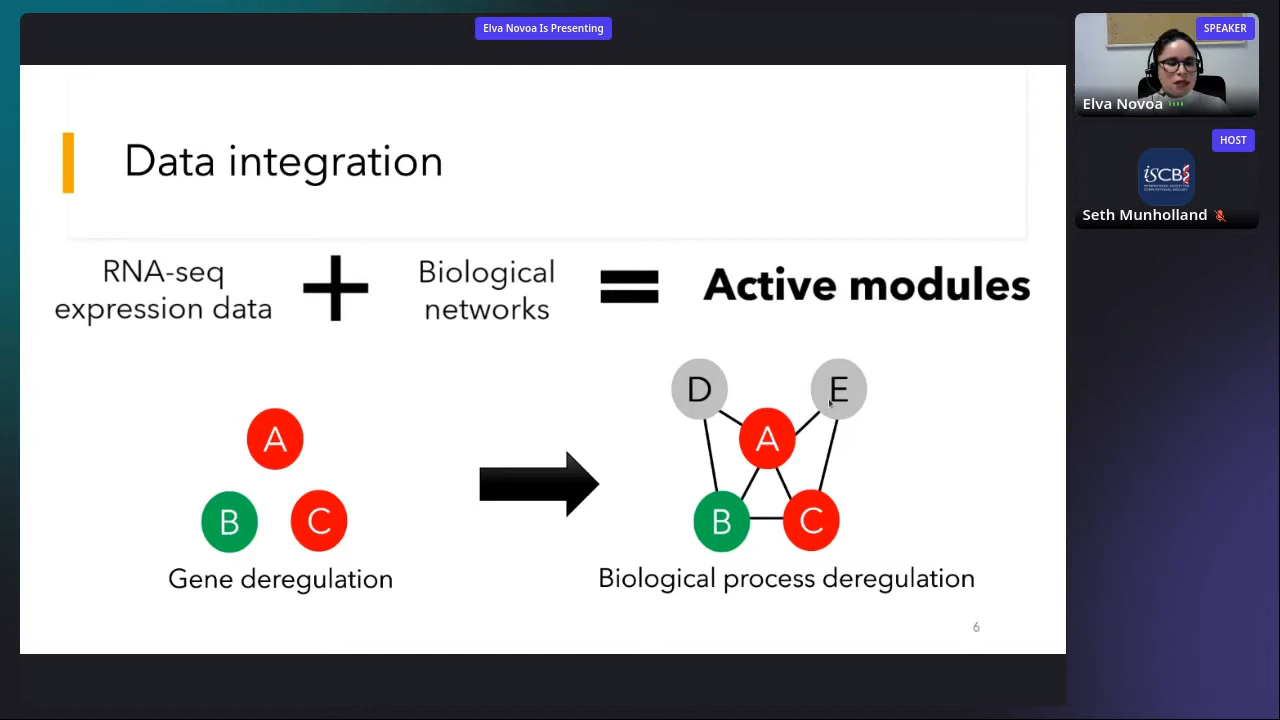 Elva Novoa Is Presenting
SPEAKER
Elva Novoa
HOST
iSCB
Seth Munholland
Data integration
RNA-seq
expression data
+
Biological
networks
=
Active modules
A
B
C
Gene deregulation
D
E
A
B
C
Biological process deregulation
6